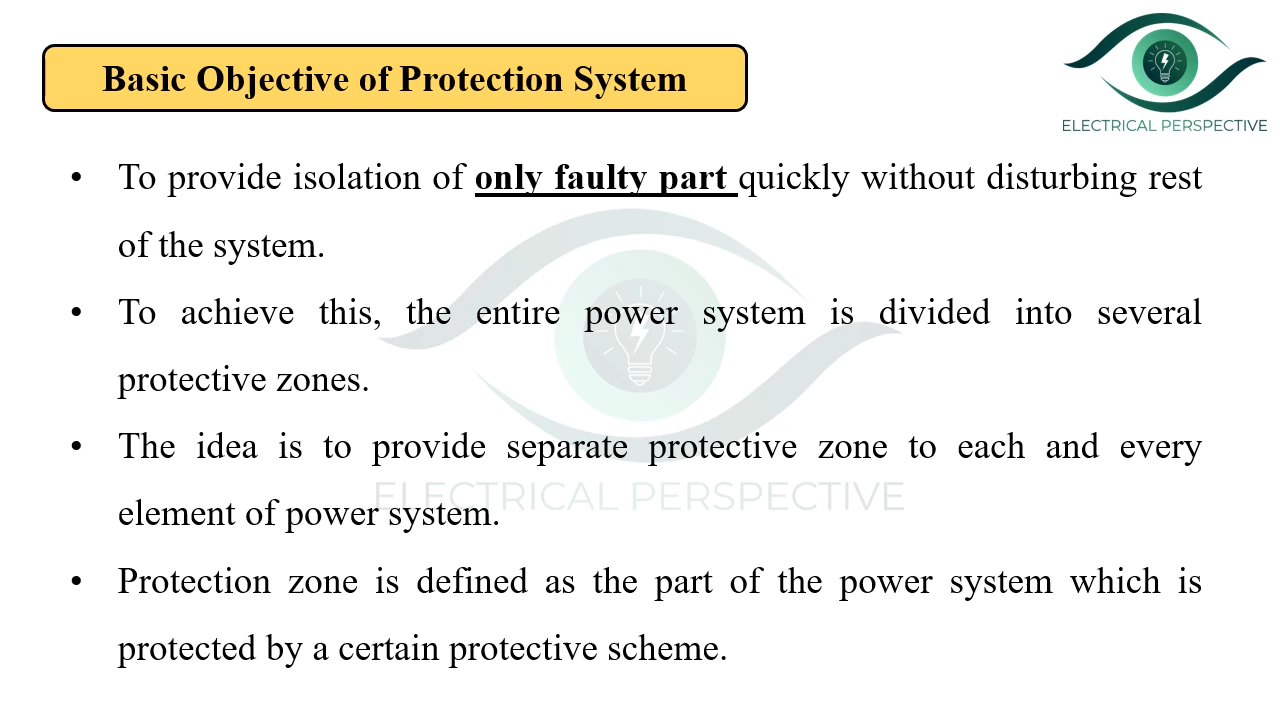 Basic Objective of Protection System
ELECTRICAL PERSPECTIVE
• To provide isolation of only faulty part quickly without disturbing rest
of the system.
• To achieve this, the entire power system is divided into several
protective zones.
• The idea is to provide separate protective zone to each and every
ELECTRICAL PERSPECTIVE
element of power system.
• Protection zone is defined as the part of the power system which is
protected by a certain protective scheme.